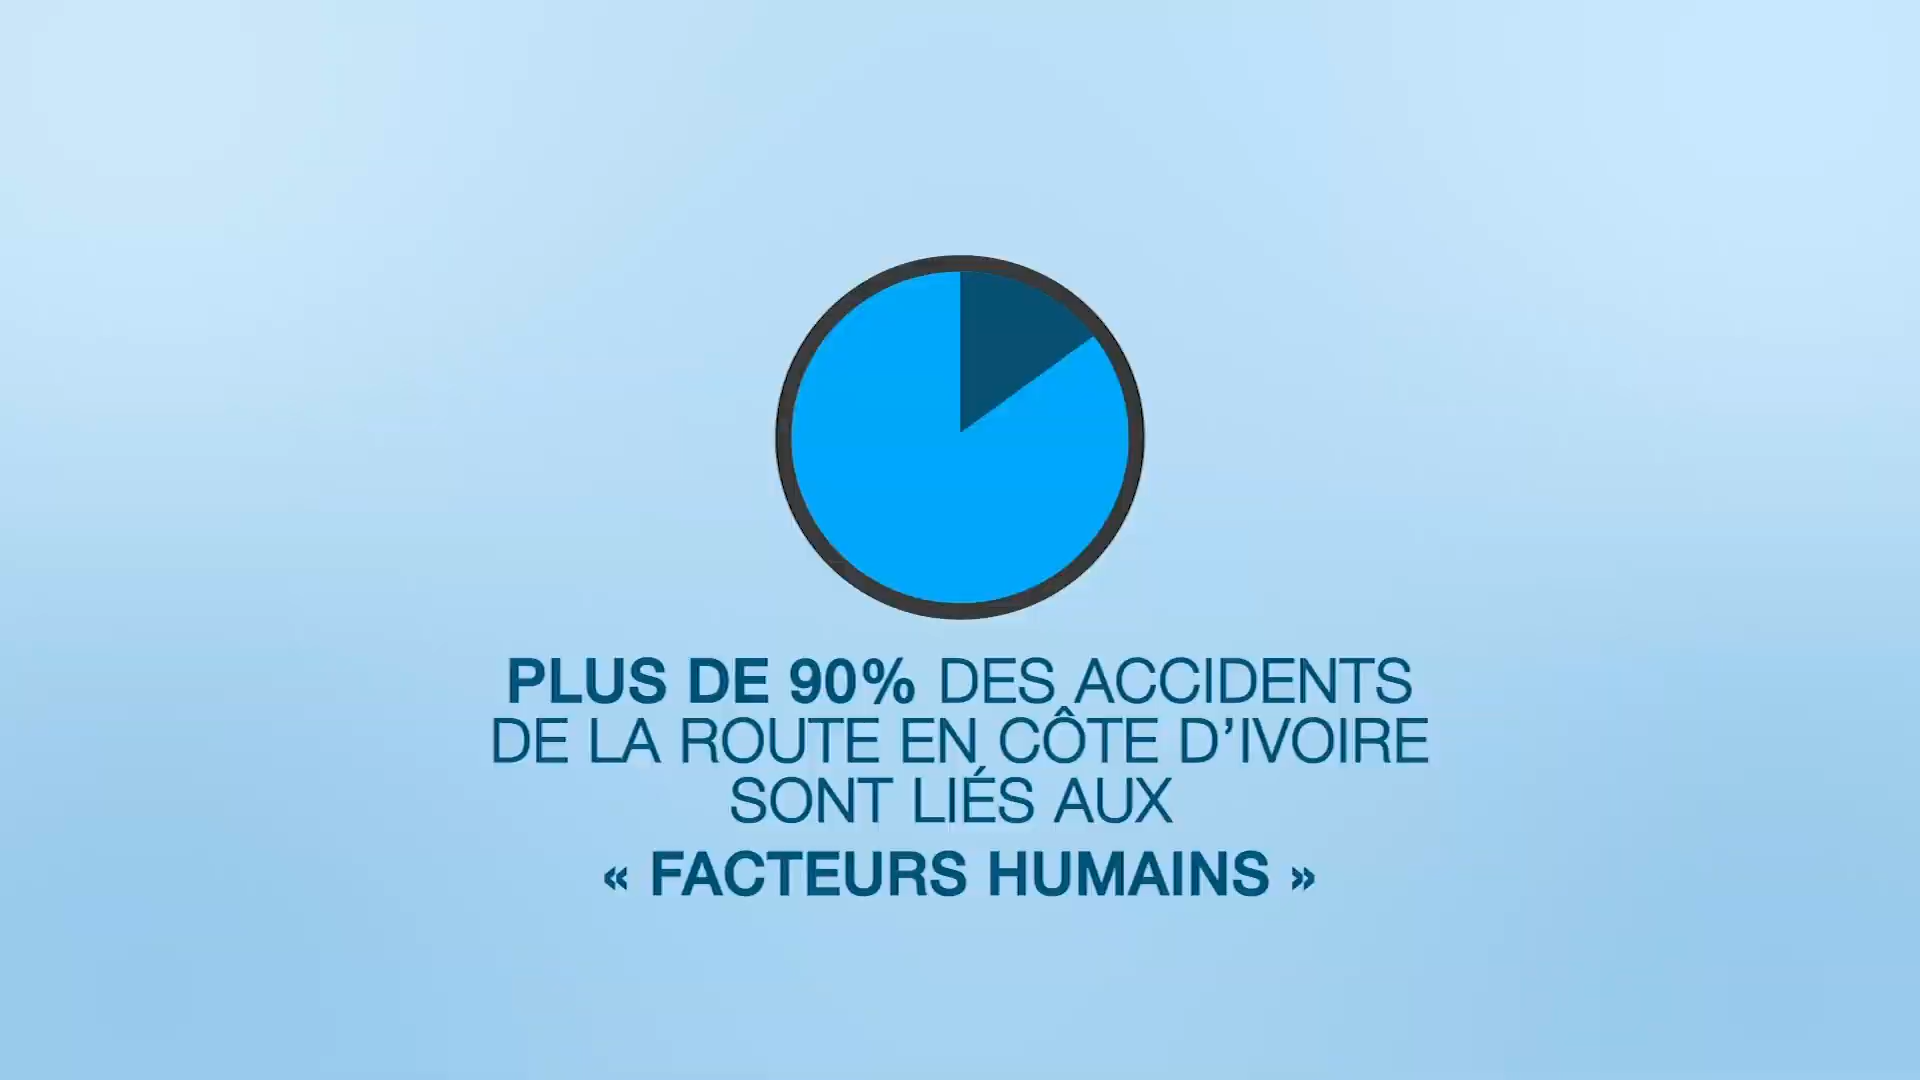 PLUS DE 90% DES ACCIDENTS
DE LA ROUTE EN CÔTE D’IVOIRE
SONT LIÉS AUX
« FACTEURS HUMAINS »